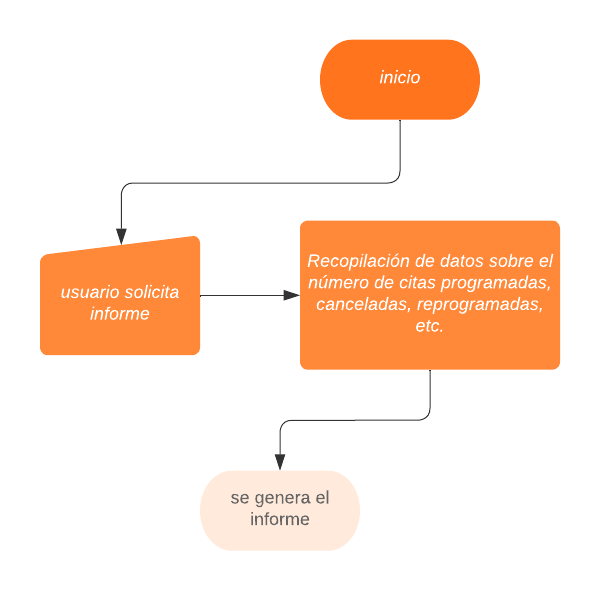 inicio
usuario solicita
informe
Recopilación de datos sobre el
número de citas programadas,
canceladas, reprogramadas,
etc.
se genera el
informe